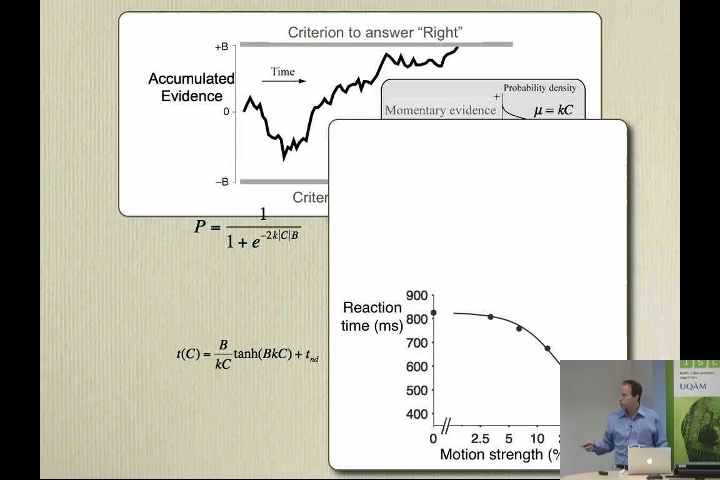 Criterion to answer “Right”
+B
Accumulated
Evidence
Time
0
–B
Probability density
+
Momentary evidence
μ = kC
P = 1 / (1 + e^(-2k|C|B))
t(C) = B/kC tanh(BkC) + t_nd
Reaction
time (ms)
900
800
700
600
500
400
0
2.5
5
10
Motion strength (%
UQÀM